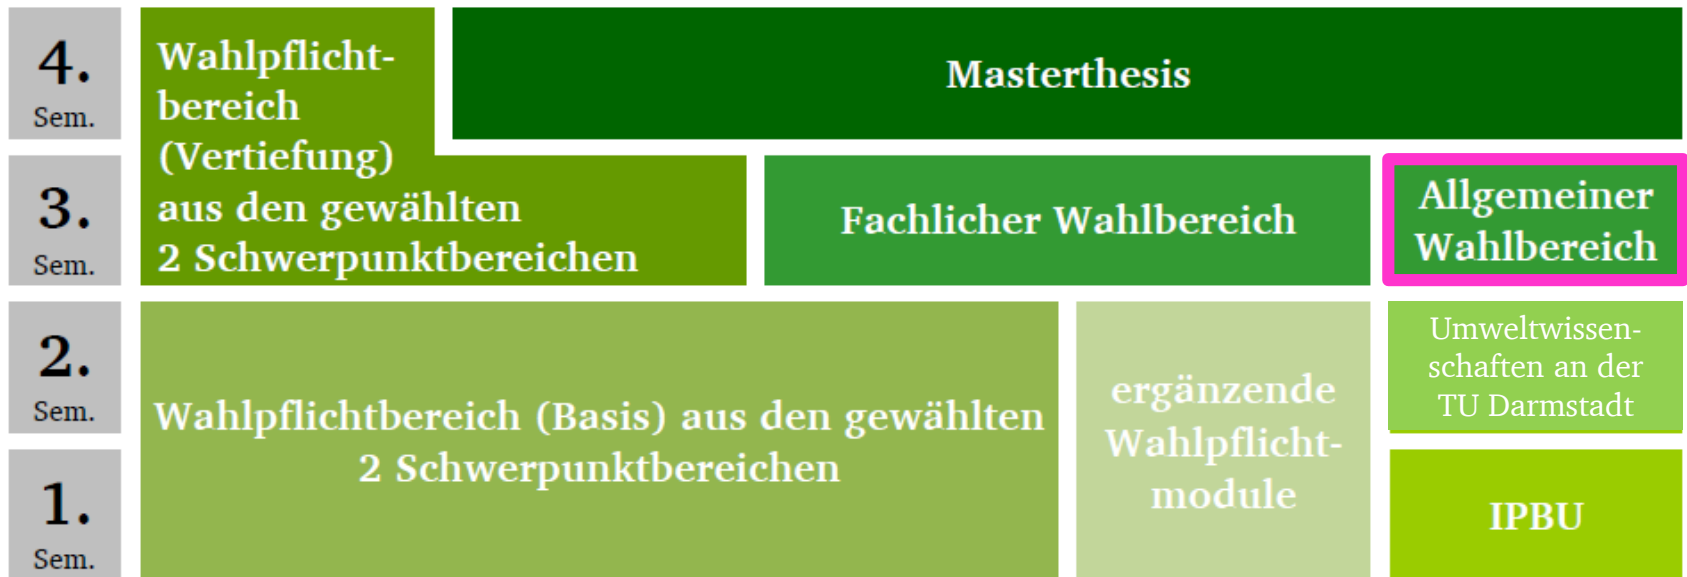 4.
Sem.
Wahlpflicht-
bereich
(Vertiefung)
aus den gewählten
2 Schwerpunktbereichen
Masterthesis
3.
Sem.
Fachlicher Wahlbereich
Allgemeiner
Wahlbereich
2.
Sem.
Wahlpflichtbereich (Basis) aus den gewählten
2 Schwerpunktbereichen
ergänzende
Wahlpflicht-
module
Umweltwissen-
schaften an der
TU Darmstadt
1.
Sem.
IPBU